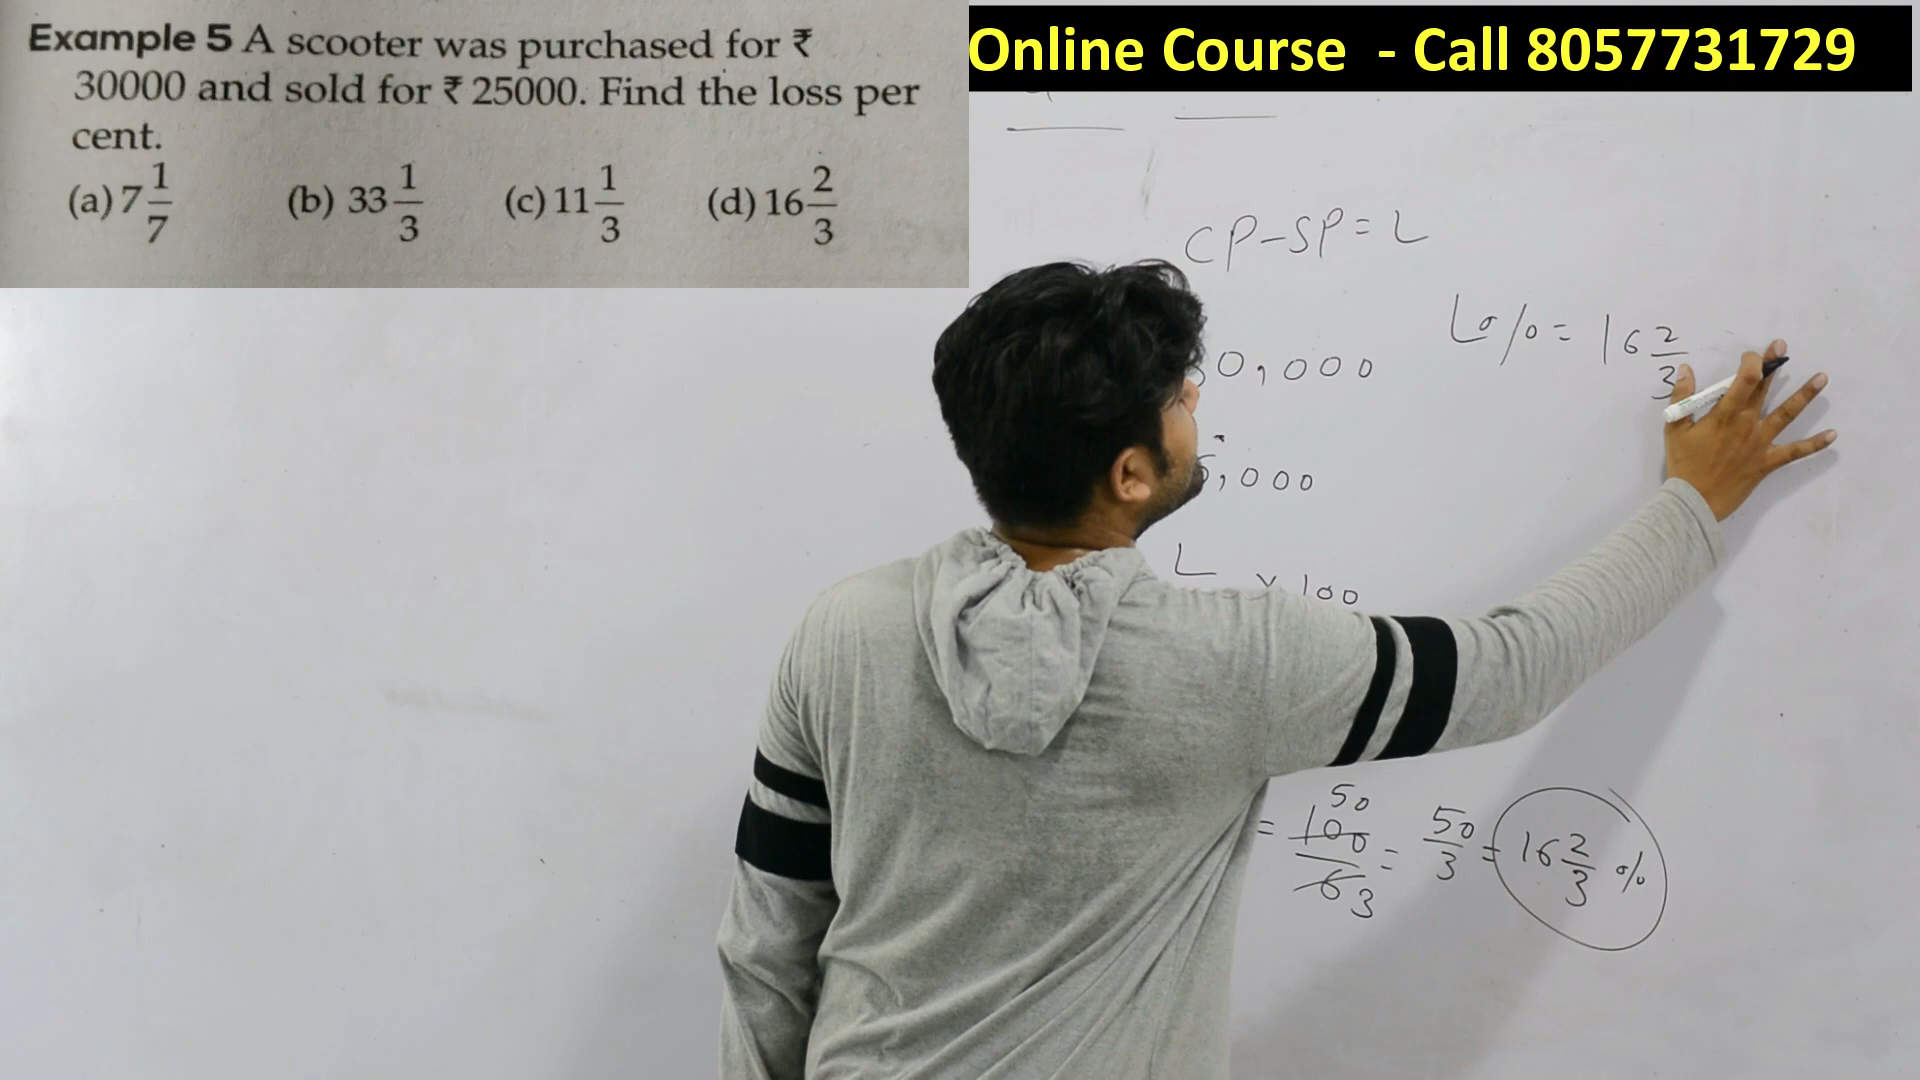 Example 5 A scooter was purchased for ₹
30000 and sold for ₹ 25000. Find the loss per
cent.
(a) 7 1/7 (b) 33 1/3 (c) 11 1/3 (d) 16 2/3
Online Course - Call 8057731729
CP-SP=L
L%= 16 2/3
0,000
5,000
L × 100
= 100/6 = 50/3 = 16 2/3 %
50
3